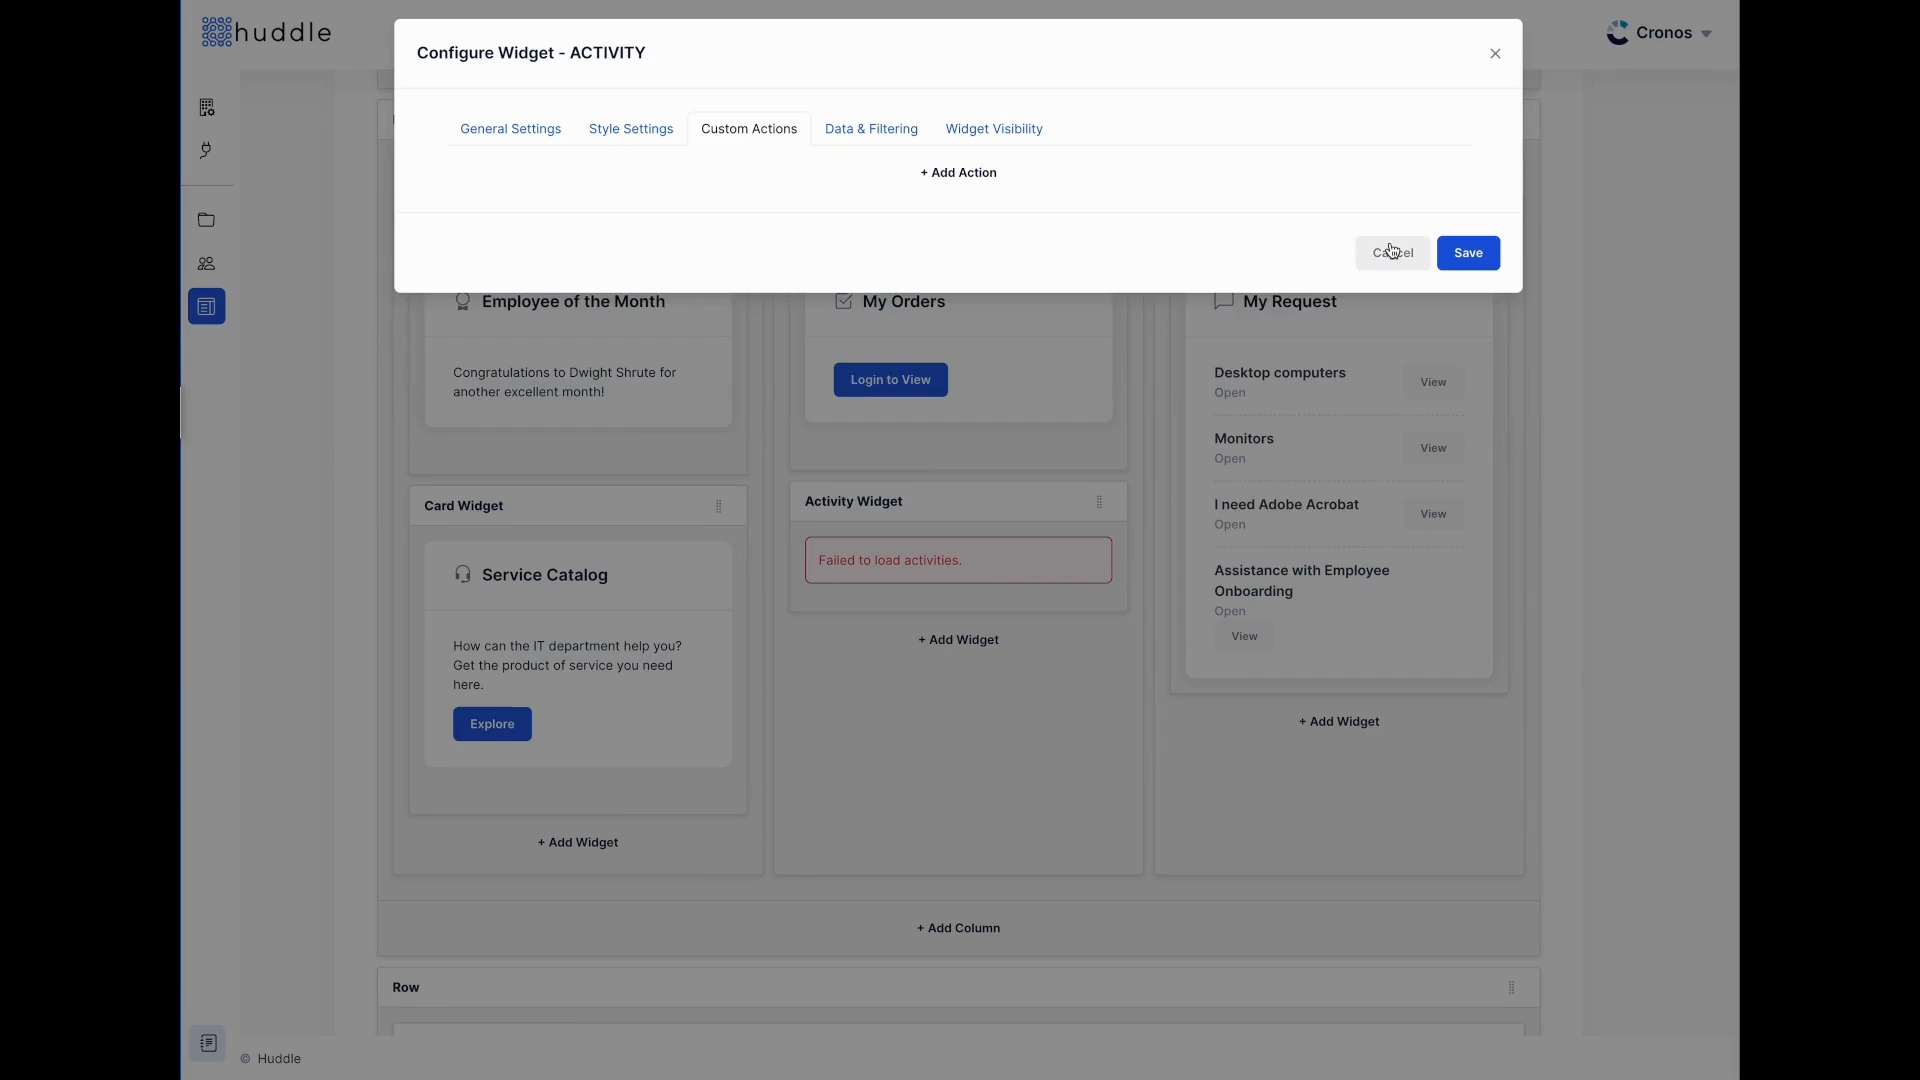 huddle
Cronos
Configure Widget - ACTIVITY
General Settings
Style Settings
Custom Actions
Data & Filtering
Widget Visibility
+ Add Action
Cancel
Save
Employee of the Month
Congratulations to Dwight Shrute for
another excellent month!
Card Widget
Service Catalog
How can the IT department help you?
Get the product of service you need
here.
Explore
+ Add Widget
My Orders
Login to View
Activity Widget
Failed to load activities.
+ Add Widget
My Request
Desktop computers
Open
View
Monitors
Open
View
I need Adobe Acrobat
Open
View
Assistance with Employee
Onboarding
Open
View
+ Add Widget
+ Add Column
Row
© Huddle